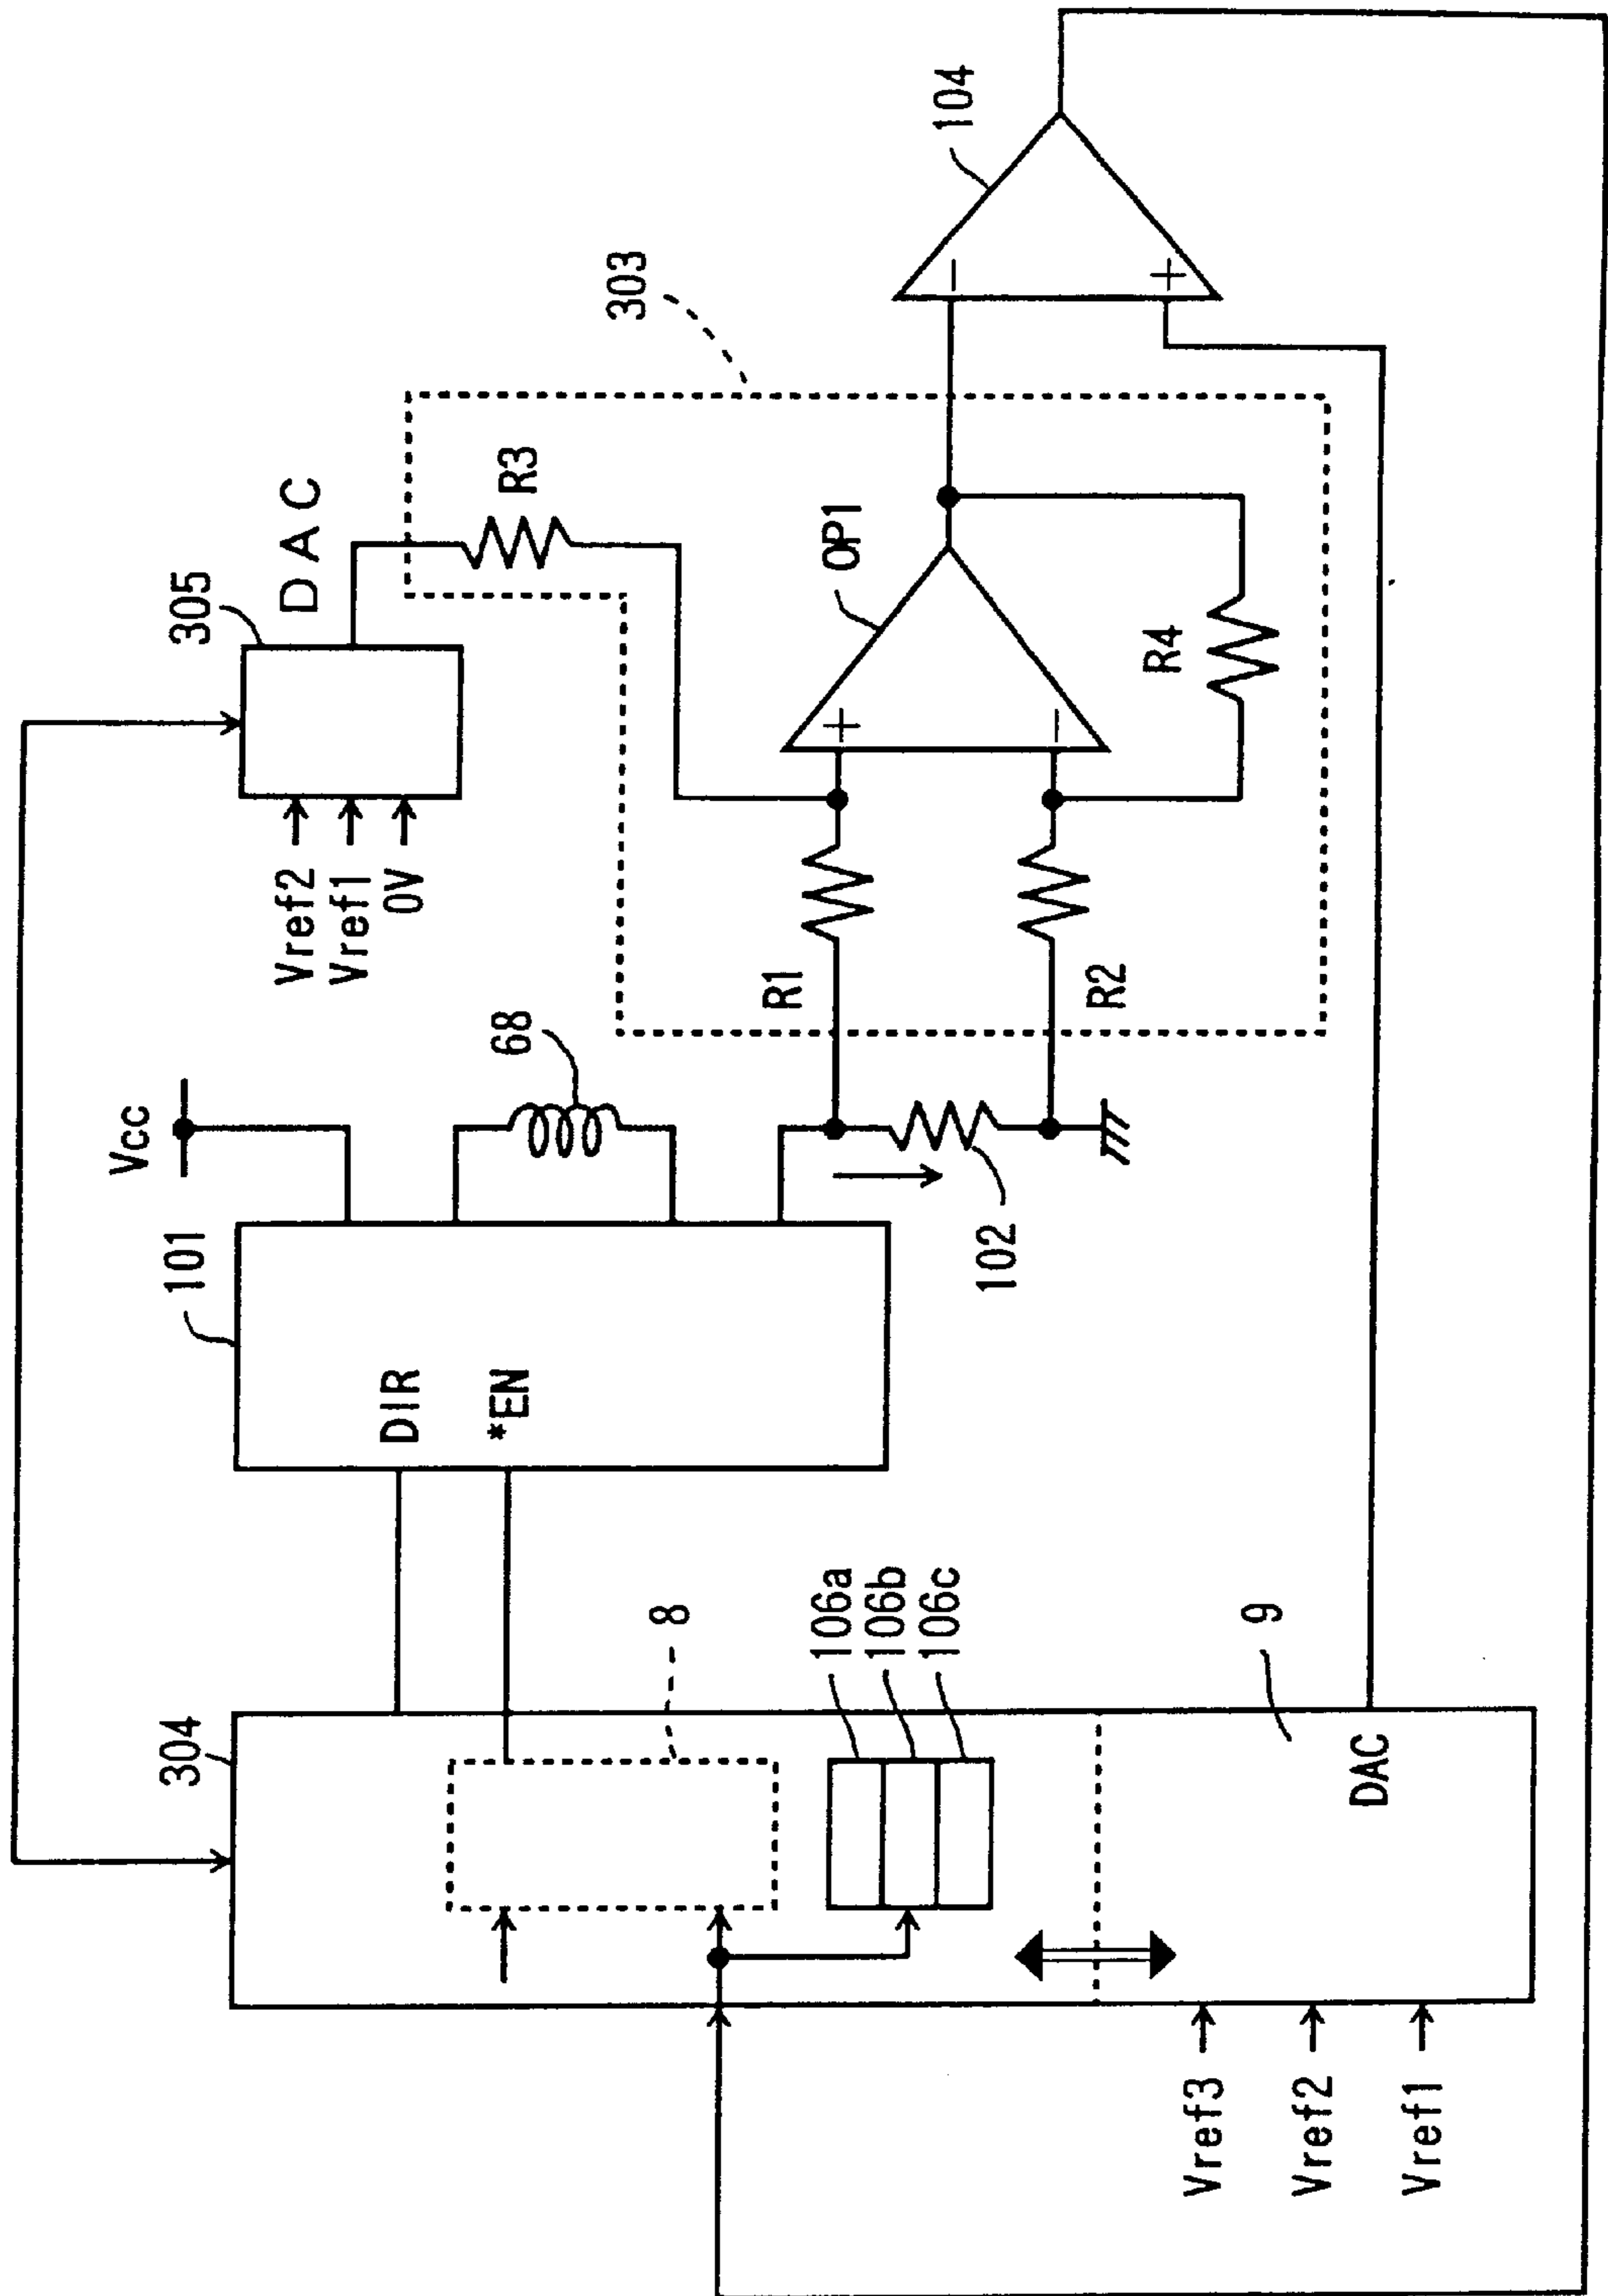 304
8
106a
106b
106c
9
DAC
Vref3
Vref2
Vref1
101
DIR
*EN
Vcc
68
102
Vref2
Vref1
0V
305
DAC
R3
303
R1
R2
OP1
R4
104
+
-
-
+